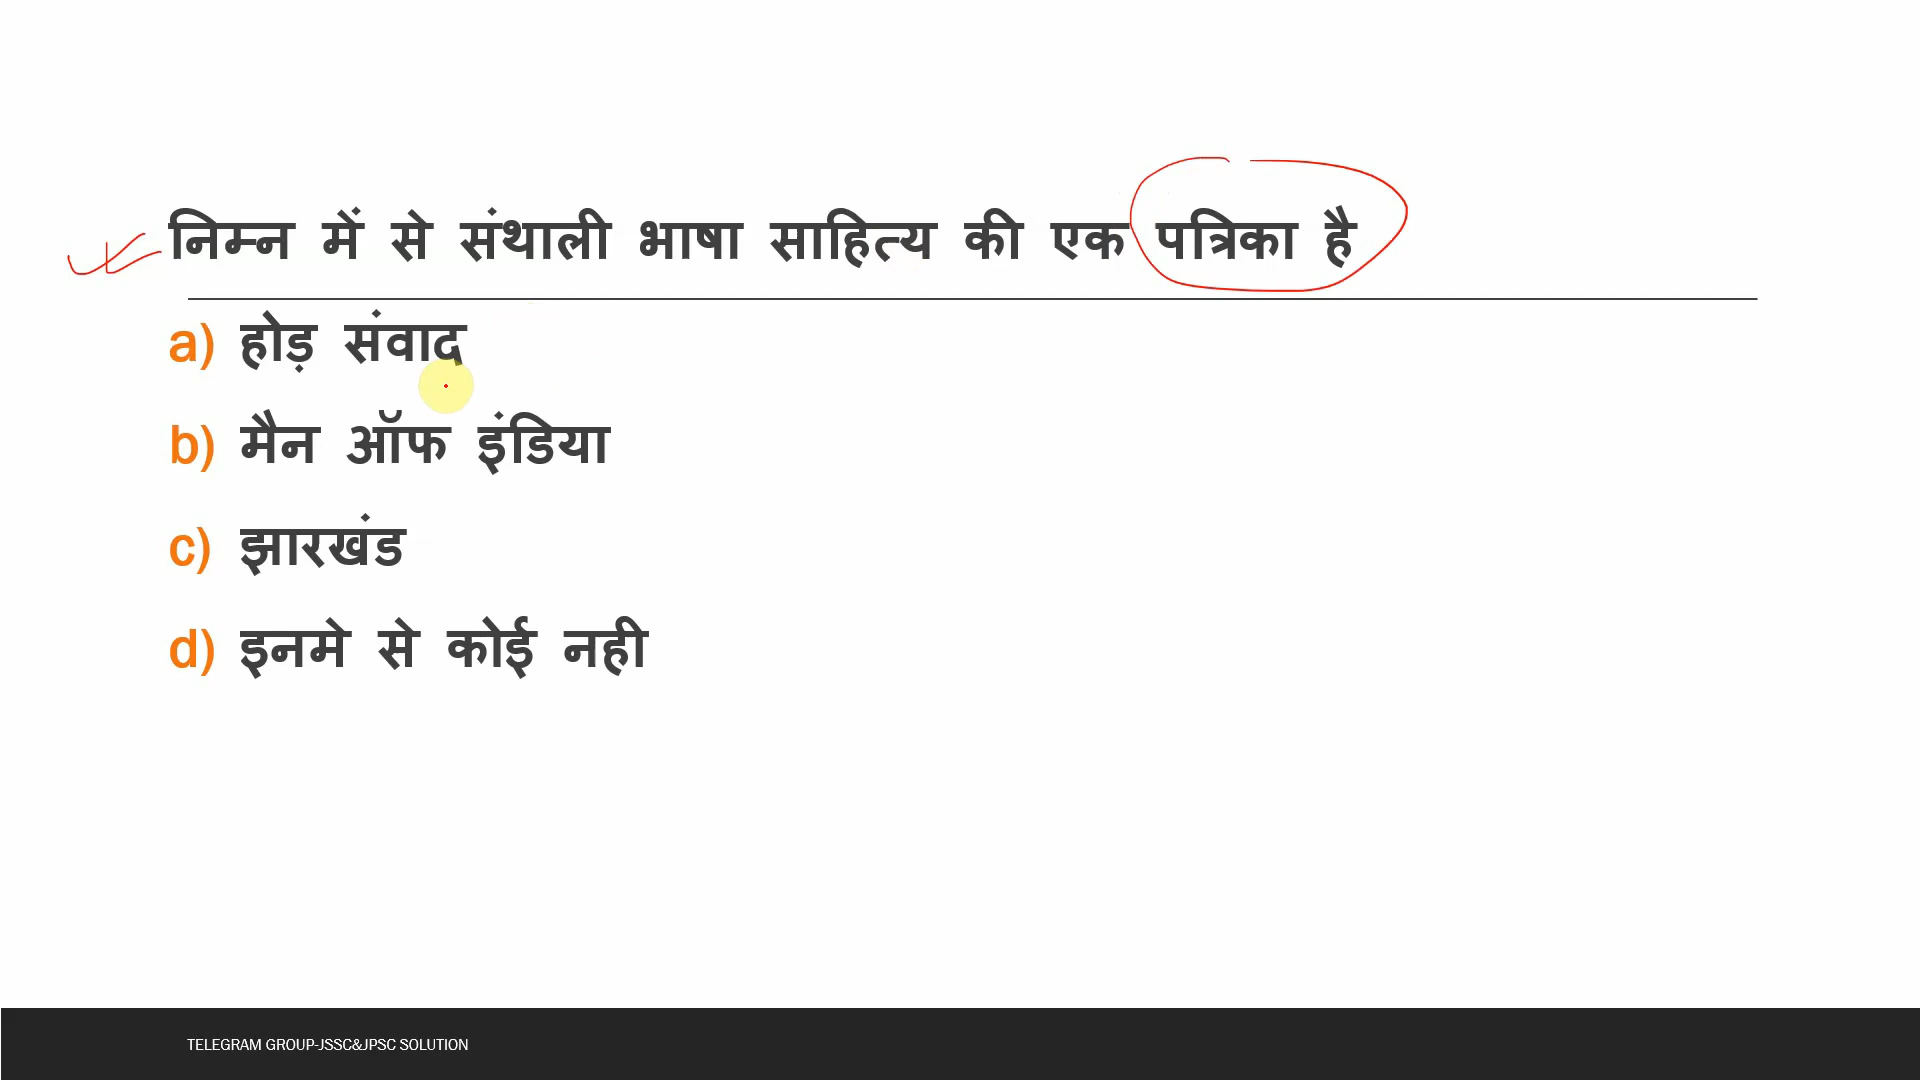 निम्न में से संथाली भाषा साहित्य की एक पत्रिका है
a) होड़ संवाद
b) मैन ऑफ इंडिया
c) झारखंड
d) इनमे से कोई नही
TELEGRAM GROUP-JSSC&JPSC SOLUTION